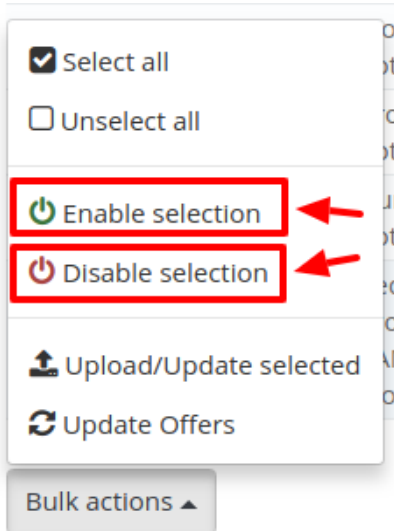 Select all
Unselect all
Enable selection
Disable selection
Upload/Update selected
Update Offers
Bulk actions